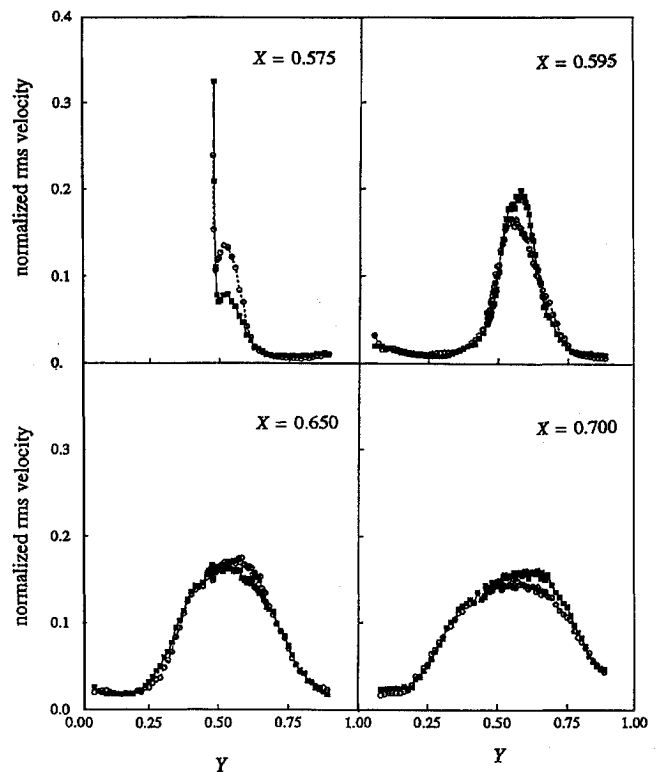 0.4
X = 0.575
X = 0.595
0.3
normalized rms velocity
0.2
0.1
0.
X = 0.650
X = 0.700
0.3
normalized rms velocity
0.2
0.1
0.0
0.00 0.25 0.50 0.75 1.00 0.25 0.50 0.75 1.00
Y Y